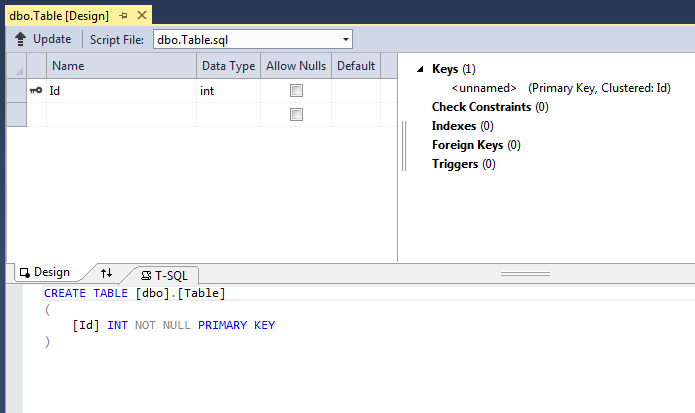 dbo.Table [Design]
Update Script File: dbo.Table.sql
Name Data Type Allow Nulls Default
Id int
Keys (1)
<unnamed> (Primary Key, Clustered: Id)
Check Constraints (0)
Indexes (0)
Foreign Keys (0)
Triggers (0)
Design T-SQL
CREATE TABLE [dbo].[Table]
(
[Id] INT NOT NULL PRIMARY KEY
)